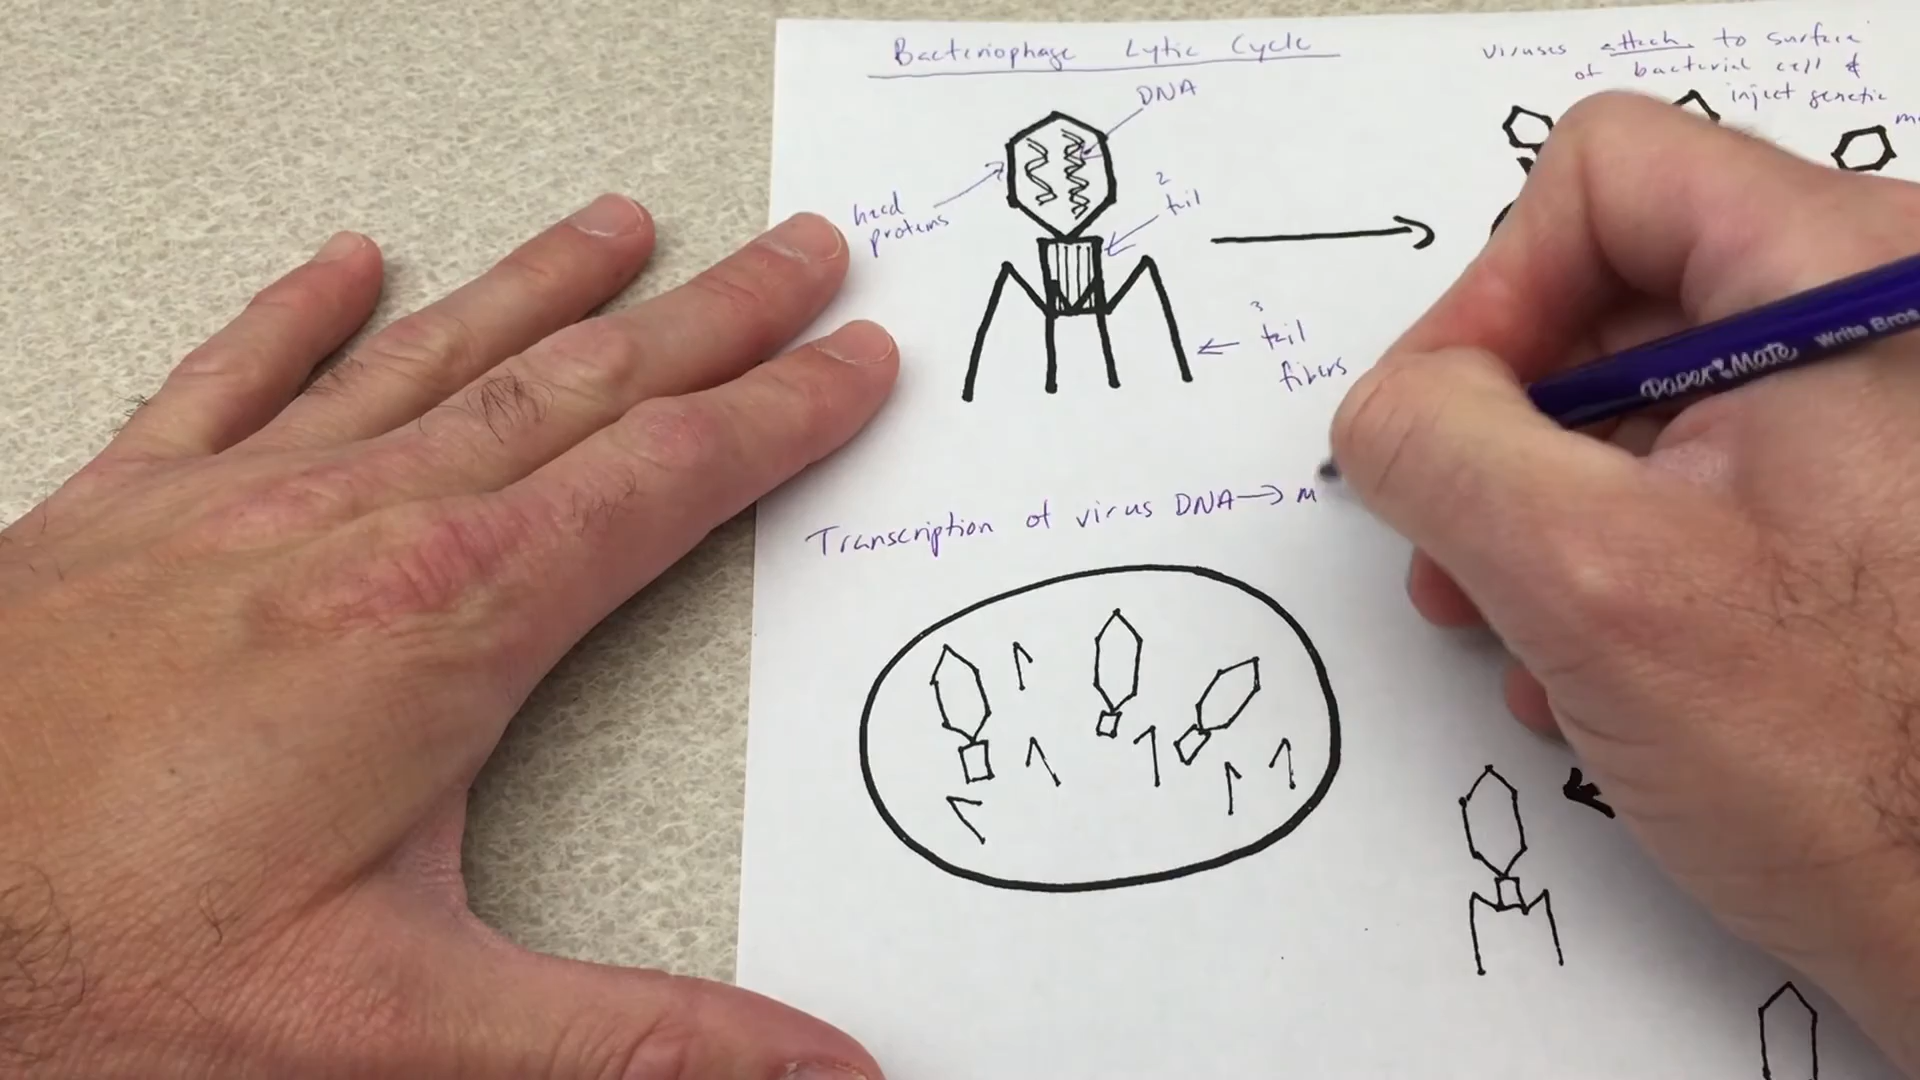 Bacteriophage Lytic Cycle
viruses attach to surface
of bacterial cell &
inject genetic
m
DNA
head
proteins
2
tail
3
tail
fibers
Paper Mate Write Bros
Transcription of virus DNA → m